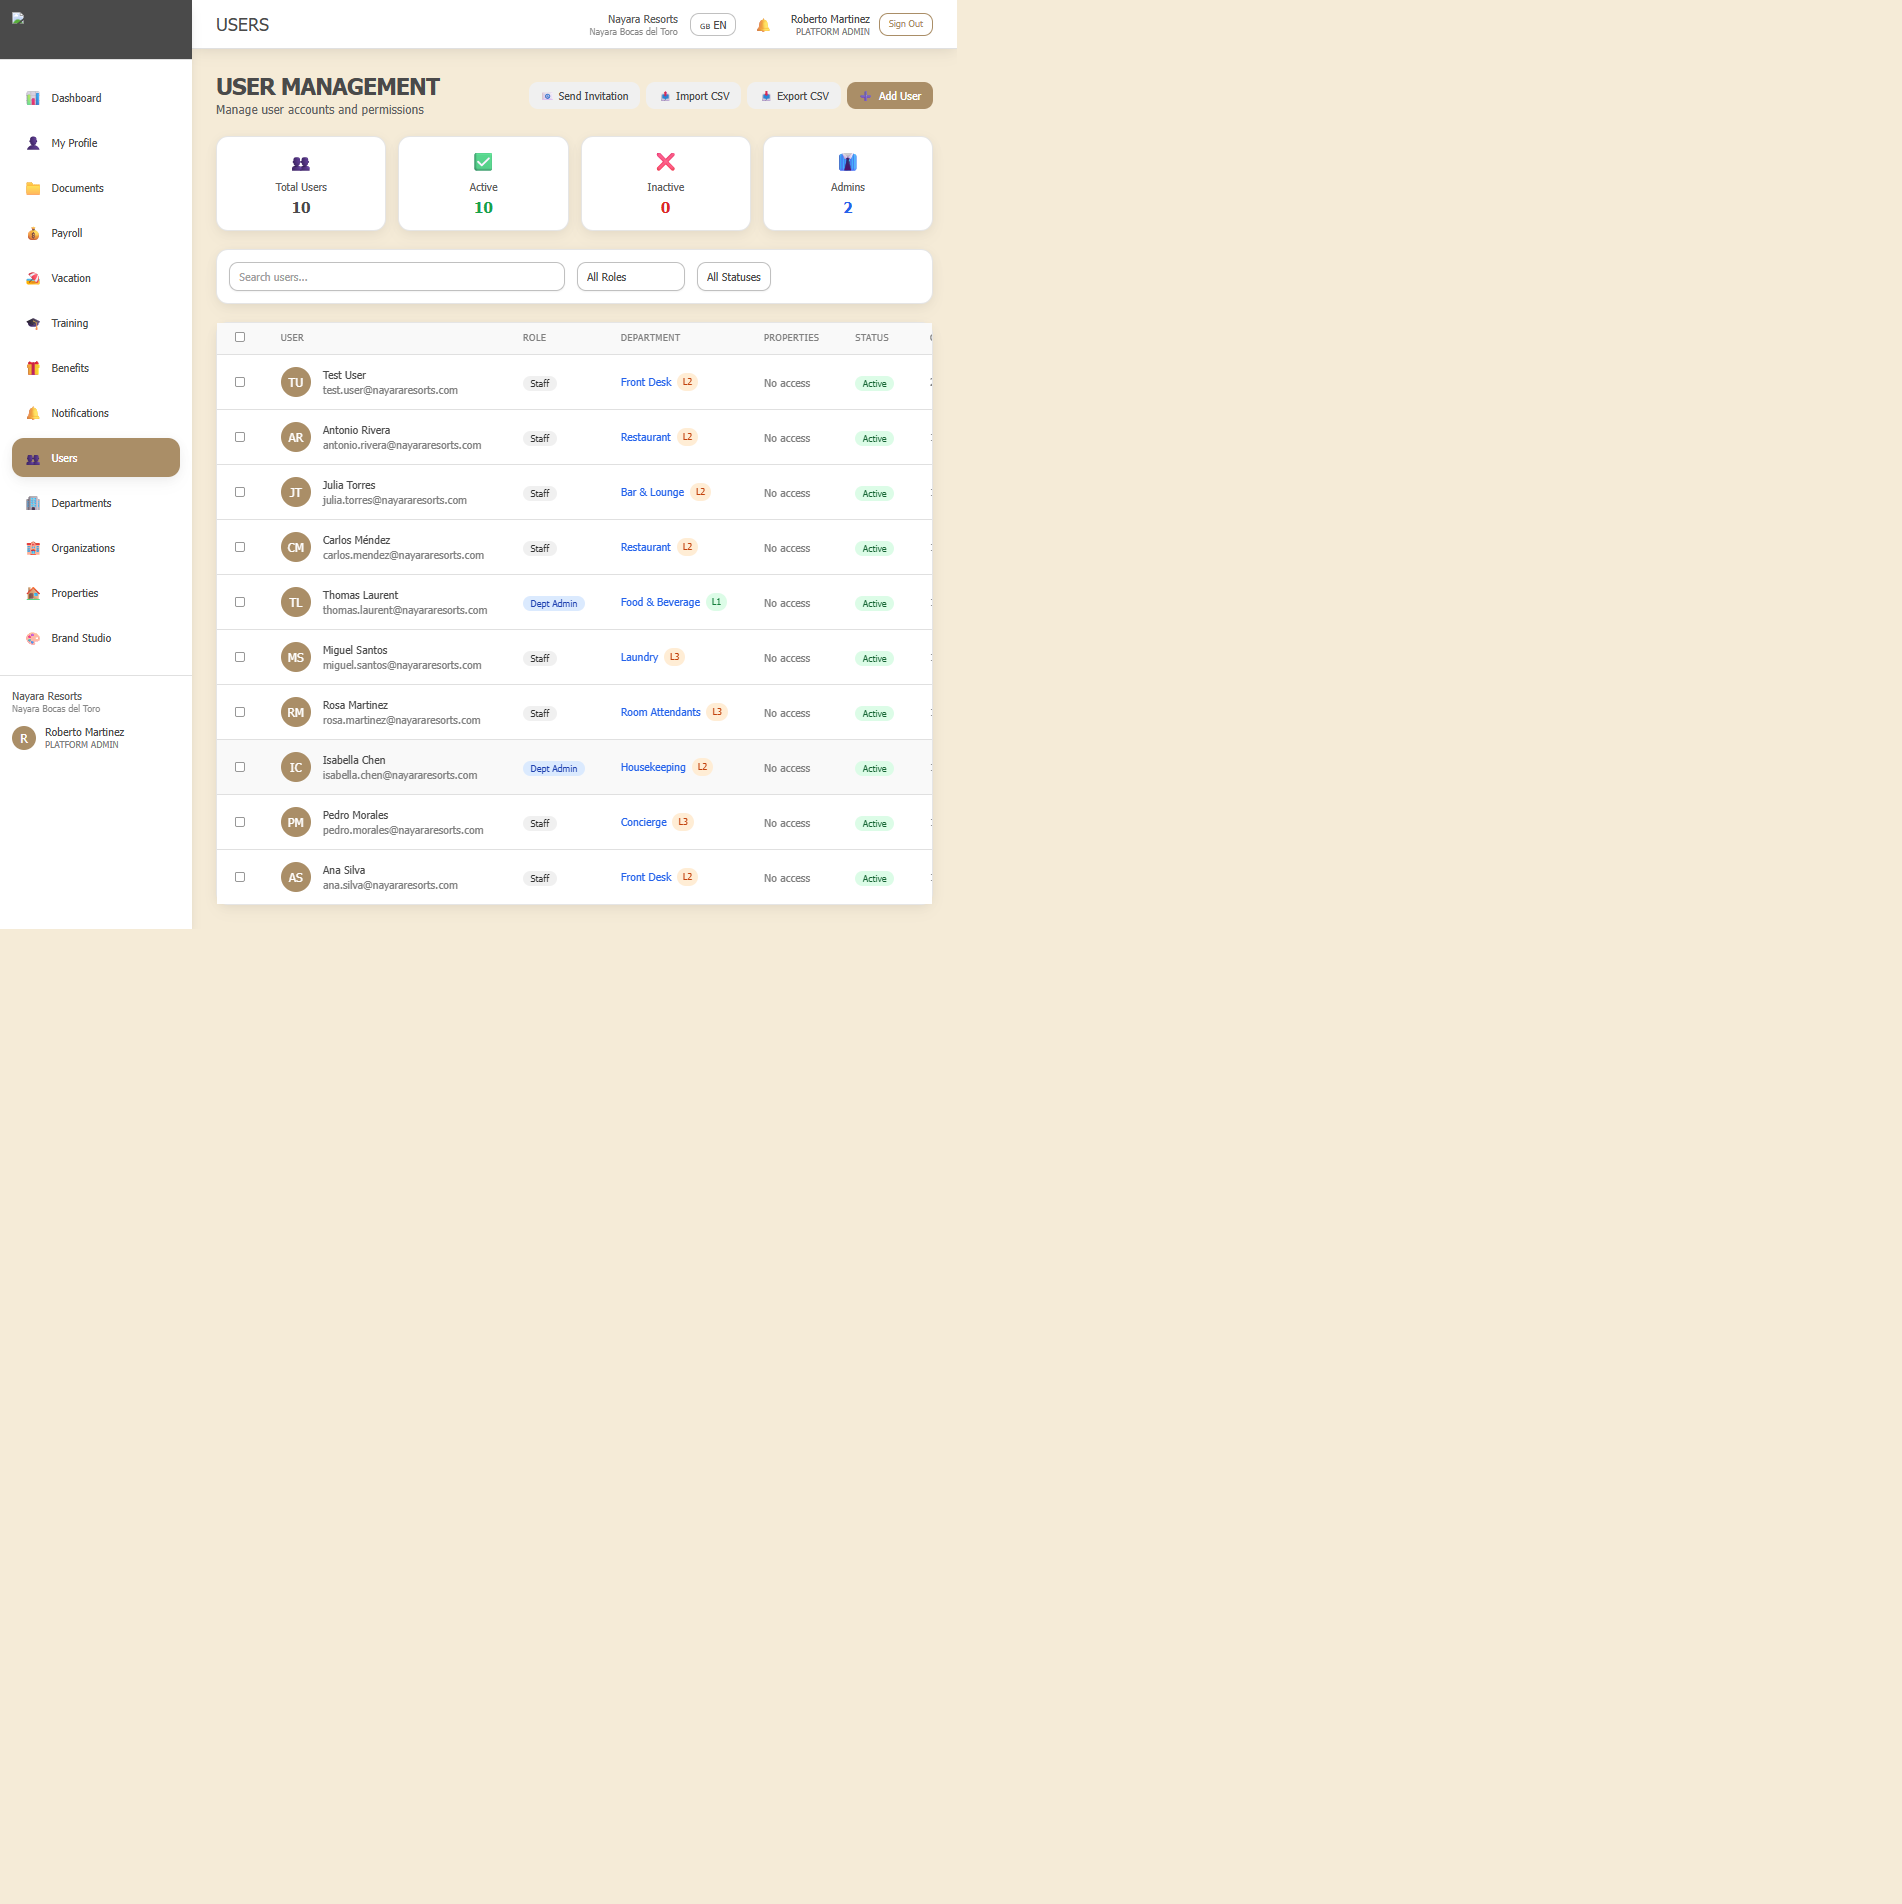 USERS
Nayara Resorts
Nayara Bocas del Toro
GB EN
Roberto Martinez
PLATFORM ADMIN
Sign Out
Dashboard
My Profile
Documents
Payroll
Vacation
Training
Benefits
Notifications
Users
Departments
Organizations
Properties
Brand Studio
Nayara Resorts
Nayara Bocas del Toro
R
Roberto Martinez
PLATFORM ADMIN
USER MANAGEMENT
Manage user accounts and permissions
Send Invitation
Import CSV
Export CSV
Add User
Total Users
10
Active
10
Inactive
0
Admins
2
Search users...
All Roles
All Statuses
USER ROLE DEPARTMENT PROPERTIES STATUS
TU Test User
test.user@nayararesorts.com
Staff Front Desk L2 No access Active
AR Antonio Rivera
antonio.rivera@nayararesorts.com
Staff Restaurant L2 No access Active
JT Julia Torres
julia.torres@nayararesorts.com
Staff Bar & Lounge L2 No access Active
CM Carlos Méndez
carlos.mendez@nayararesorts.com
Staff Restaurant L2 No access Active
TL Thomas Laurent
thomas.laurent@nayararesorts.com
Dept Admin Food & Beverage L1 No access Active
MS Miguel Santos
miguel.santos@nayararesorts.com
Staff Laundry L3 No access Active
RM Rosa Martinez
rosa.martinez@nayararesorts.com
Staff Room Attendants L3 No access Active
IC Isabella Chen
isabella.chen@nayararesorts.com
Dept Admin Housekeeping L2 No access Active
PM Pedro Morales
pedro.morales@nayararesorts.com
Staff Concierge L3 No access Active
AS Ana Silva
ana.silva@nayararesorts.com
Staff Front Desk L2 No access Active